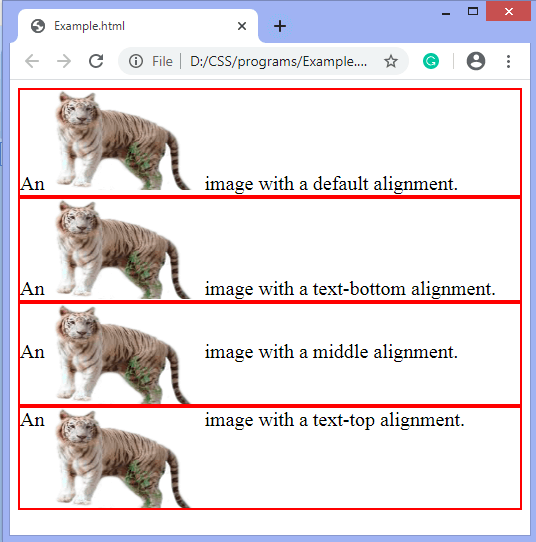 Example.html
File | D:/CSS/programs/Example....
An image with a default alignment.
An image with a text-bottom alignment.
An image with a middle alignment.
An image with a text-top alignment.